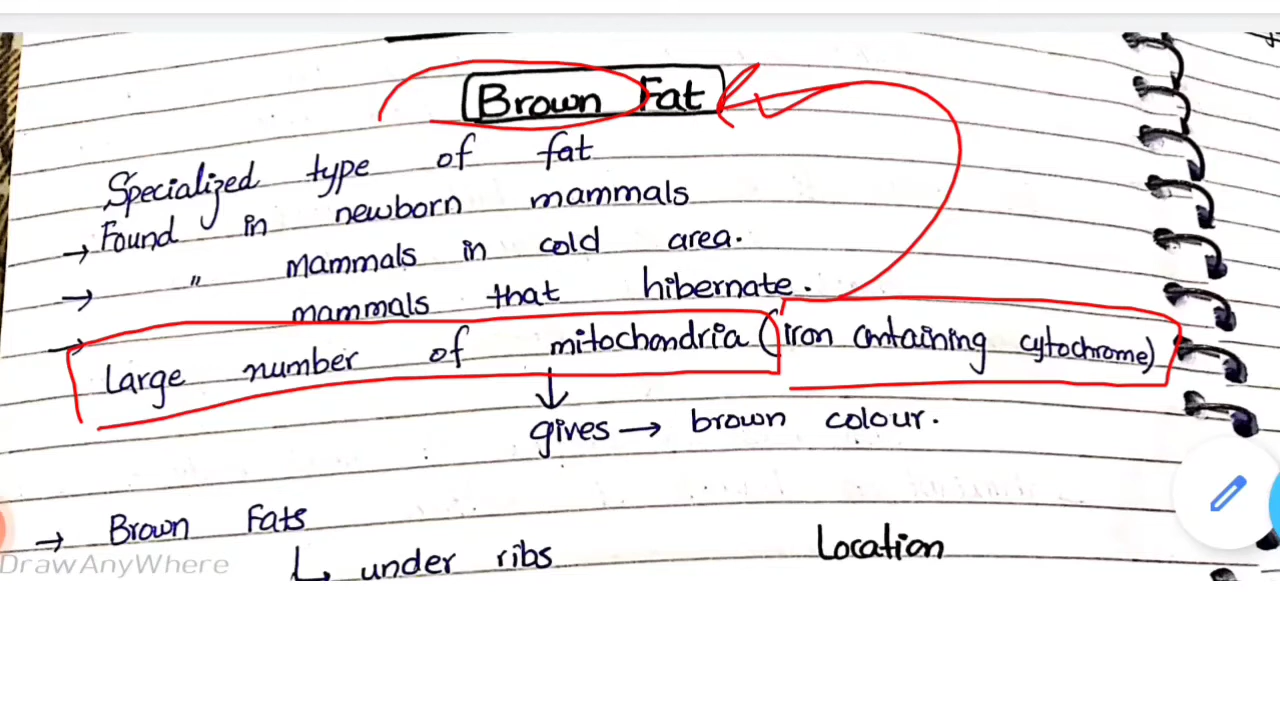 Brown Fat
Specialized type of fat
→ Found in newborn mammals
→ " mammals in cold area.
→ mammals that hibernate.
Large number of mitochondria (iron containing cytochrome)
↓
gives → brown colour.
→ Brown Fats
↳ under ribs
Location
DrawAnyWhere